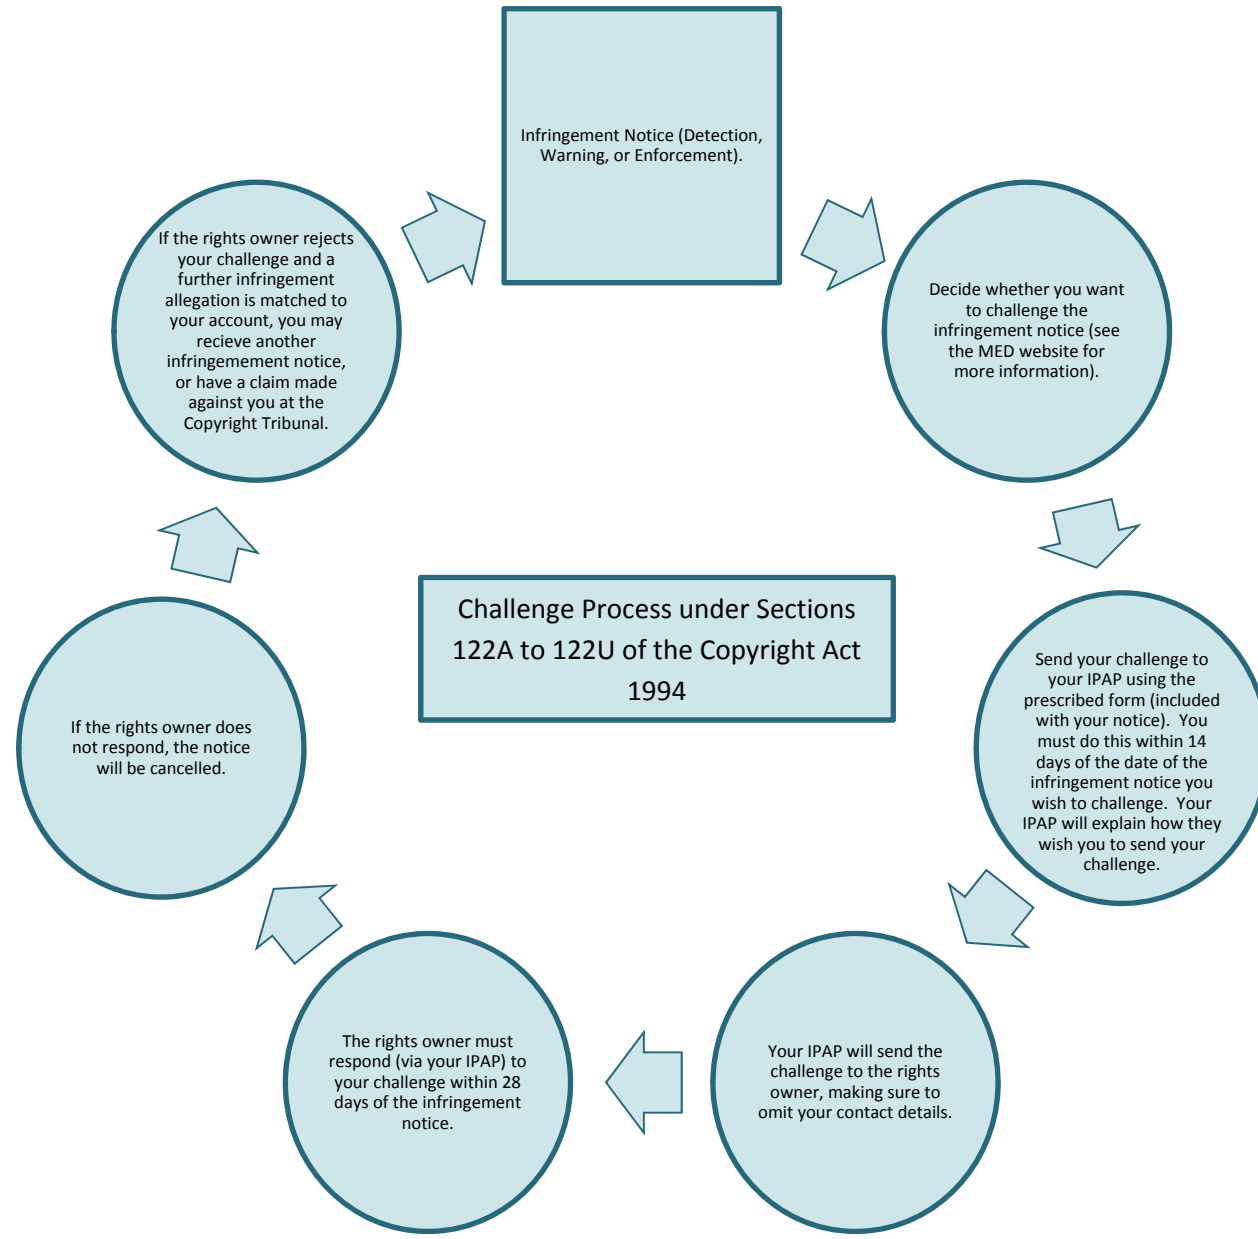 Infringement Notice (Detection,
Warning, or Enforcement).
Decide whether you want
to challenge the
infringement notice (see
the MED website for
more information).
Send your challenge to
your IPAP using the
prescribed form (included
with your notice).  You
must do this within 14
days of the date of the
infringement notice you
wish to challenge.  Your
IPAP will explain how they
wish you to send your
challenge.
Your IPAP will send the
challenge to the rights
owner, making sure to
omit your contact details.
The rights owner must
respond (via your IPAP) to
your challenge within 28
days of the infringement
notice.
If the rights owner does
not respond, the notice
will be cancelled.
If the rights owner rejects
your challenge and a
further infringement
allegation is matched to
your account, you may
recieve another
infringemement notice,
or have a claim made
against you at the
Copyright Tribunal.
Challenge Process under Sections
122A to 122U of the Copyright Act
1994